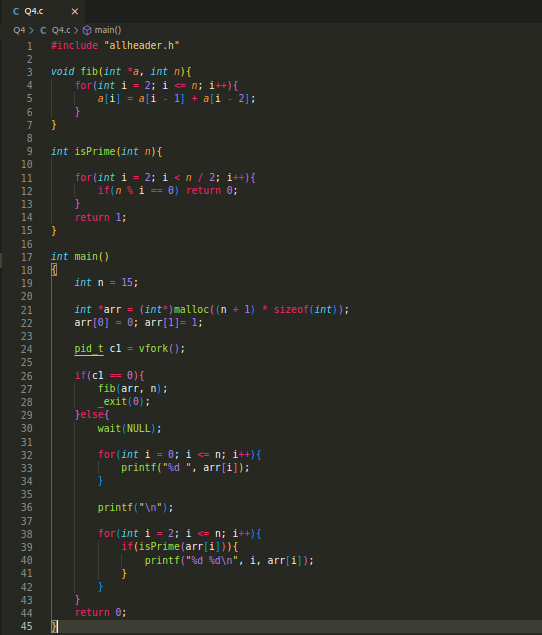 C Q4.c ×
Q4 > C Q4.c > main()
1 #include "allheader.h"
2
3 void fib(int *a, int n){
4     for(int i = 2; i <= n; i++){
5         a[i] = a[i - 1] + a[i - 2];
6     }
7 }
8
9 int isPrime(int n){
10
11     for(int i = 2; i < n / 2; i++){
12         if(n % i == 0) return 0;
13     }
14     return 1;
15 }
16
17 int main()
18 {
19     int n = 15;
20
21     int *arr = (int*)malloc((n + 1) * sizeof(int));
22     arr[0] = 0; arr[1]= 1;
23
24     pid_t c1 = vfork();
25
26     if(c1 == 0){
27         fib(arr, n);
28         _exit(0);
29     }else{
30         wait(NULL);
31
32         for(int i = 0; i <= n; i++){
33             printf("%d ", arr[i]);
34         }
35
36         printf("\n");
37
38         for(int i = 2; i <= n; i++){
39             if(isPrime(arr[i])){
40                 printf("%d %d\n", i, arr[i]);
41             }
42         }
43     }
44     return 0;
45 }